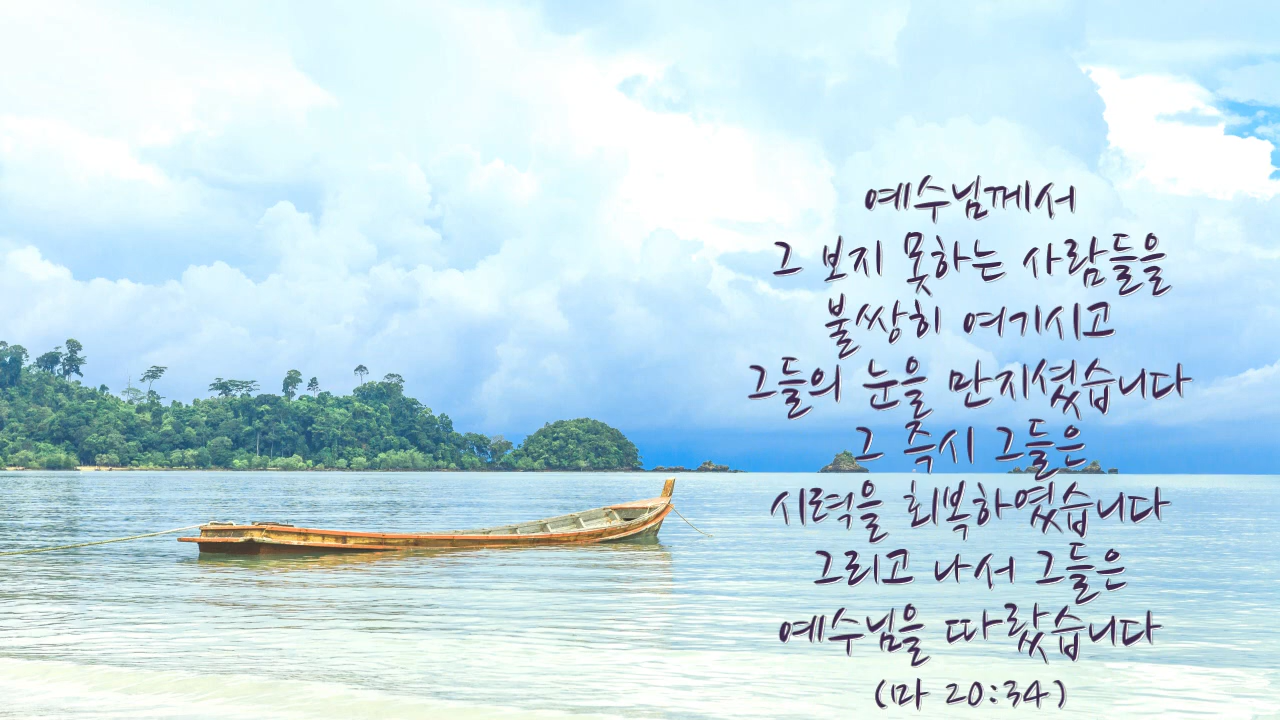 예수님께서
그 보지 못하는 사람들을
불쌍히 여기시고
그들의 눈을 만지셨습니다
그 즉시 그들은
시력을 회복하였습니다
그리고 나서 그들은
예수님을 따랐습니다
(마 20:34)